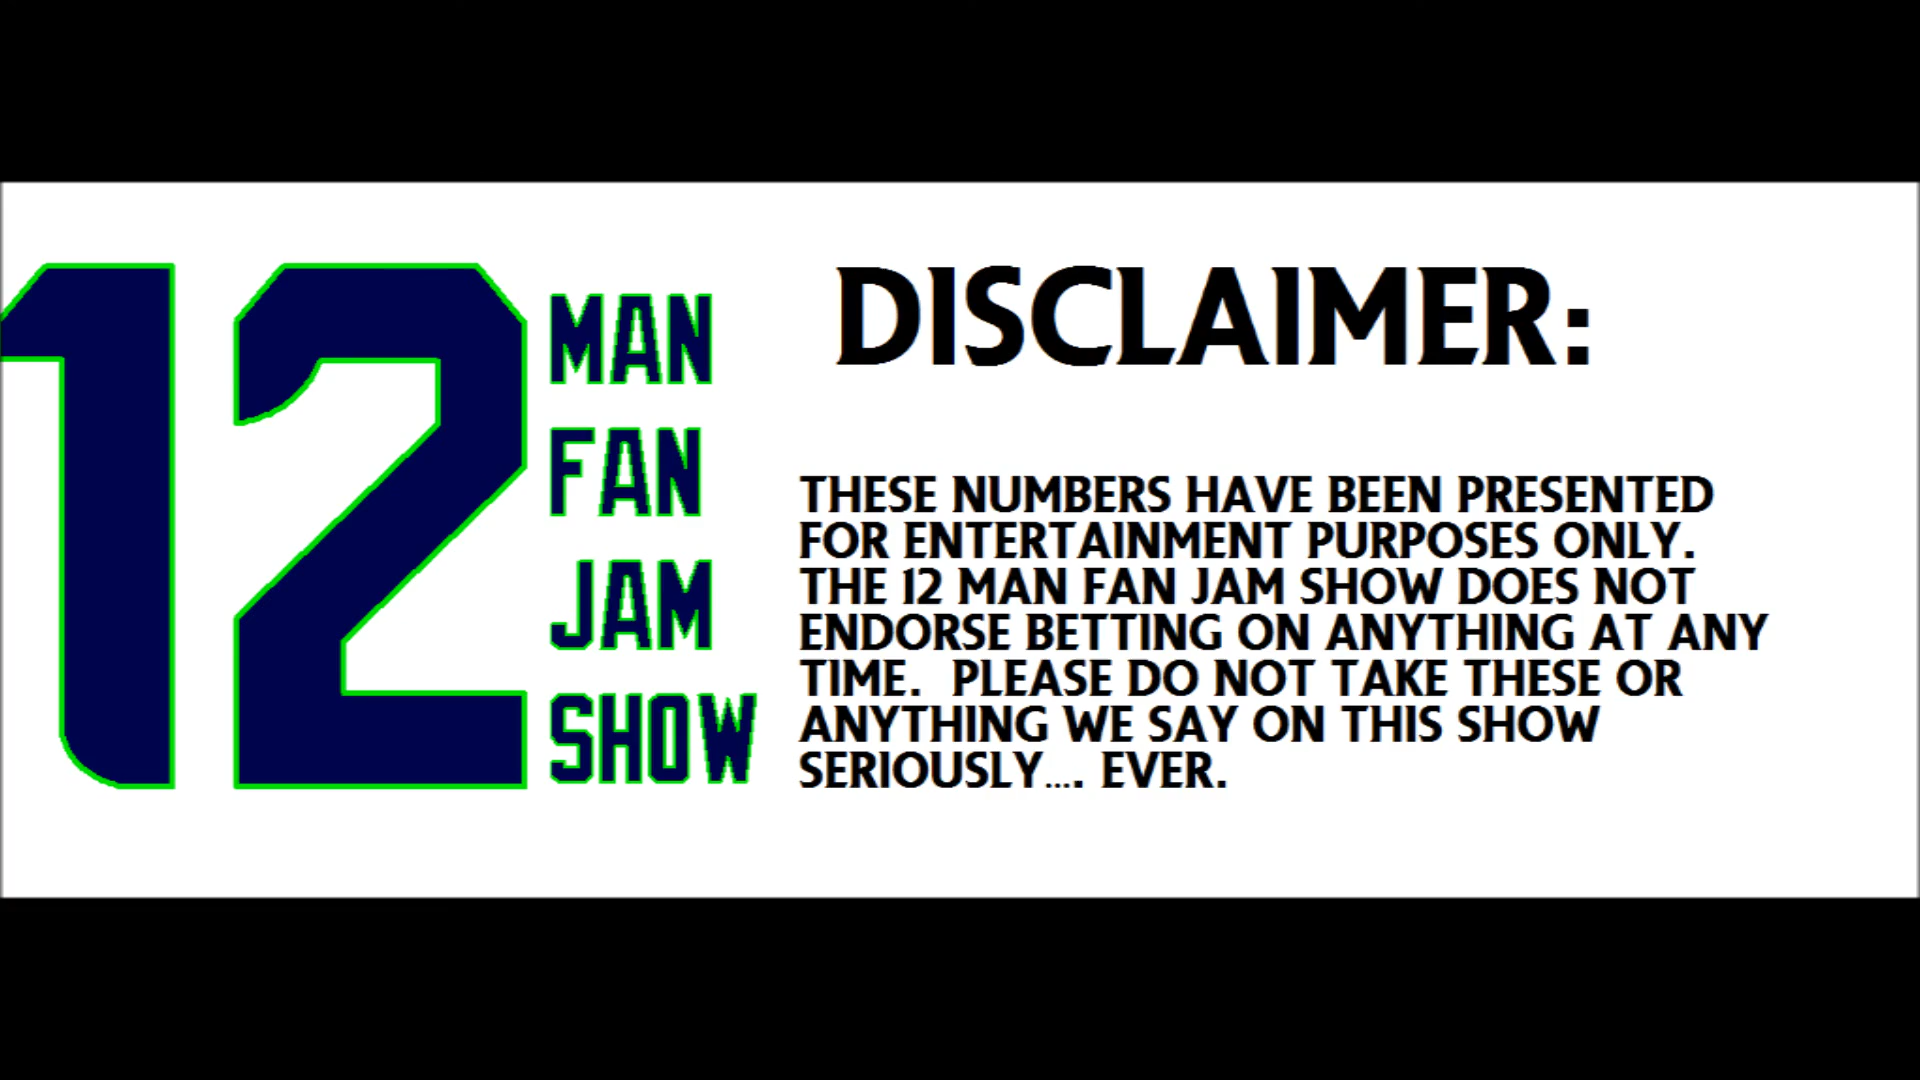 12
MAN
FAN
JAM
SHOW
DISCLAIMER:
THESE NUMBERS HAVE BEEN PRESENTED
FOR ENTERTAINMENT PURPOSES ONLY.
THE 12 MAN FAN JAM SHOW DOES NOT
ENDORSE BETTING ON ANYTHING AT ANY
TIME.  PLEASE DO NOT TAKE THESE OR
ANYTHING WE SAY ON THIS SHOW
SERIOUSLY.... EVER.